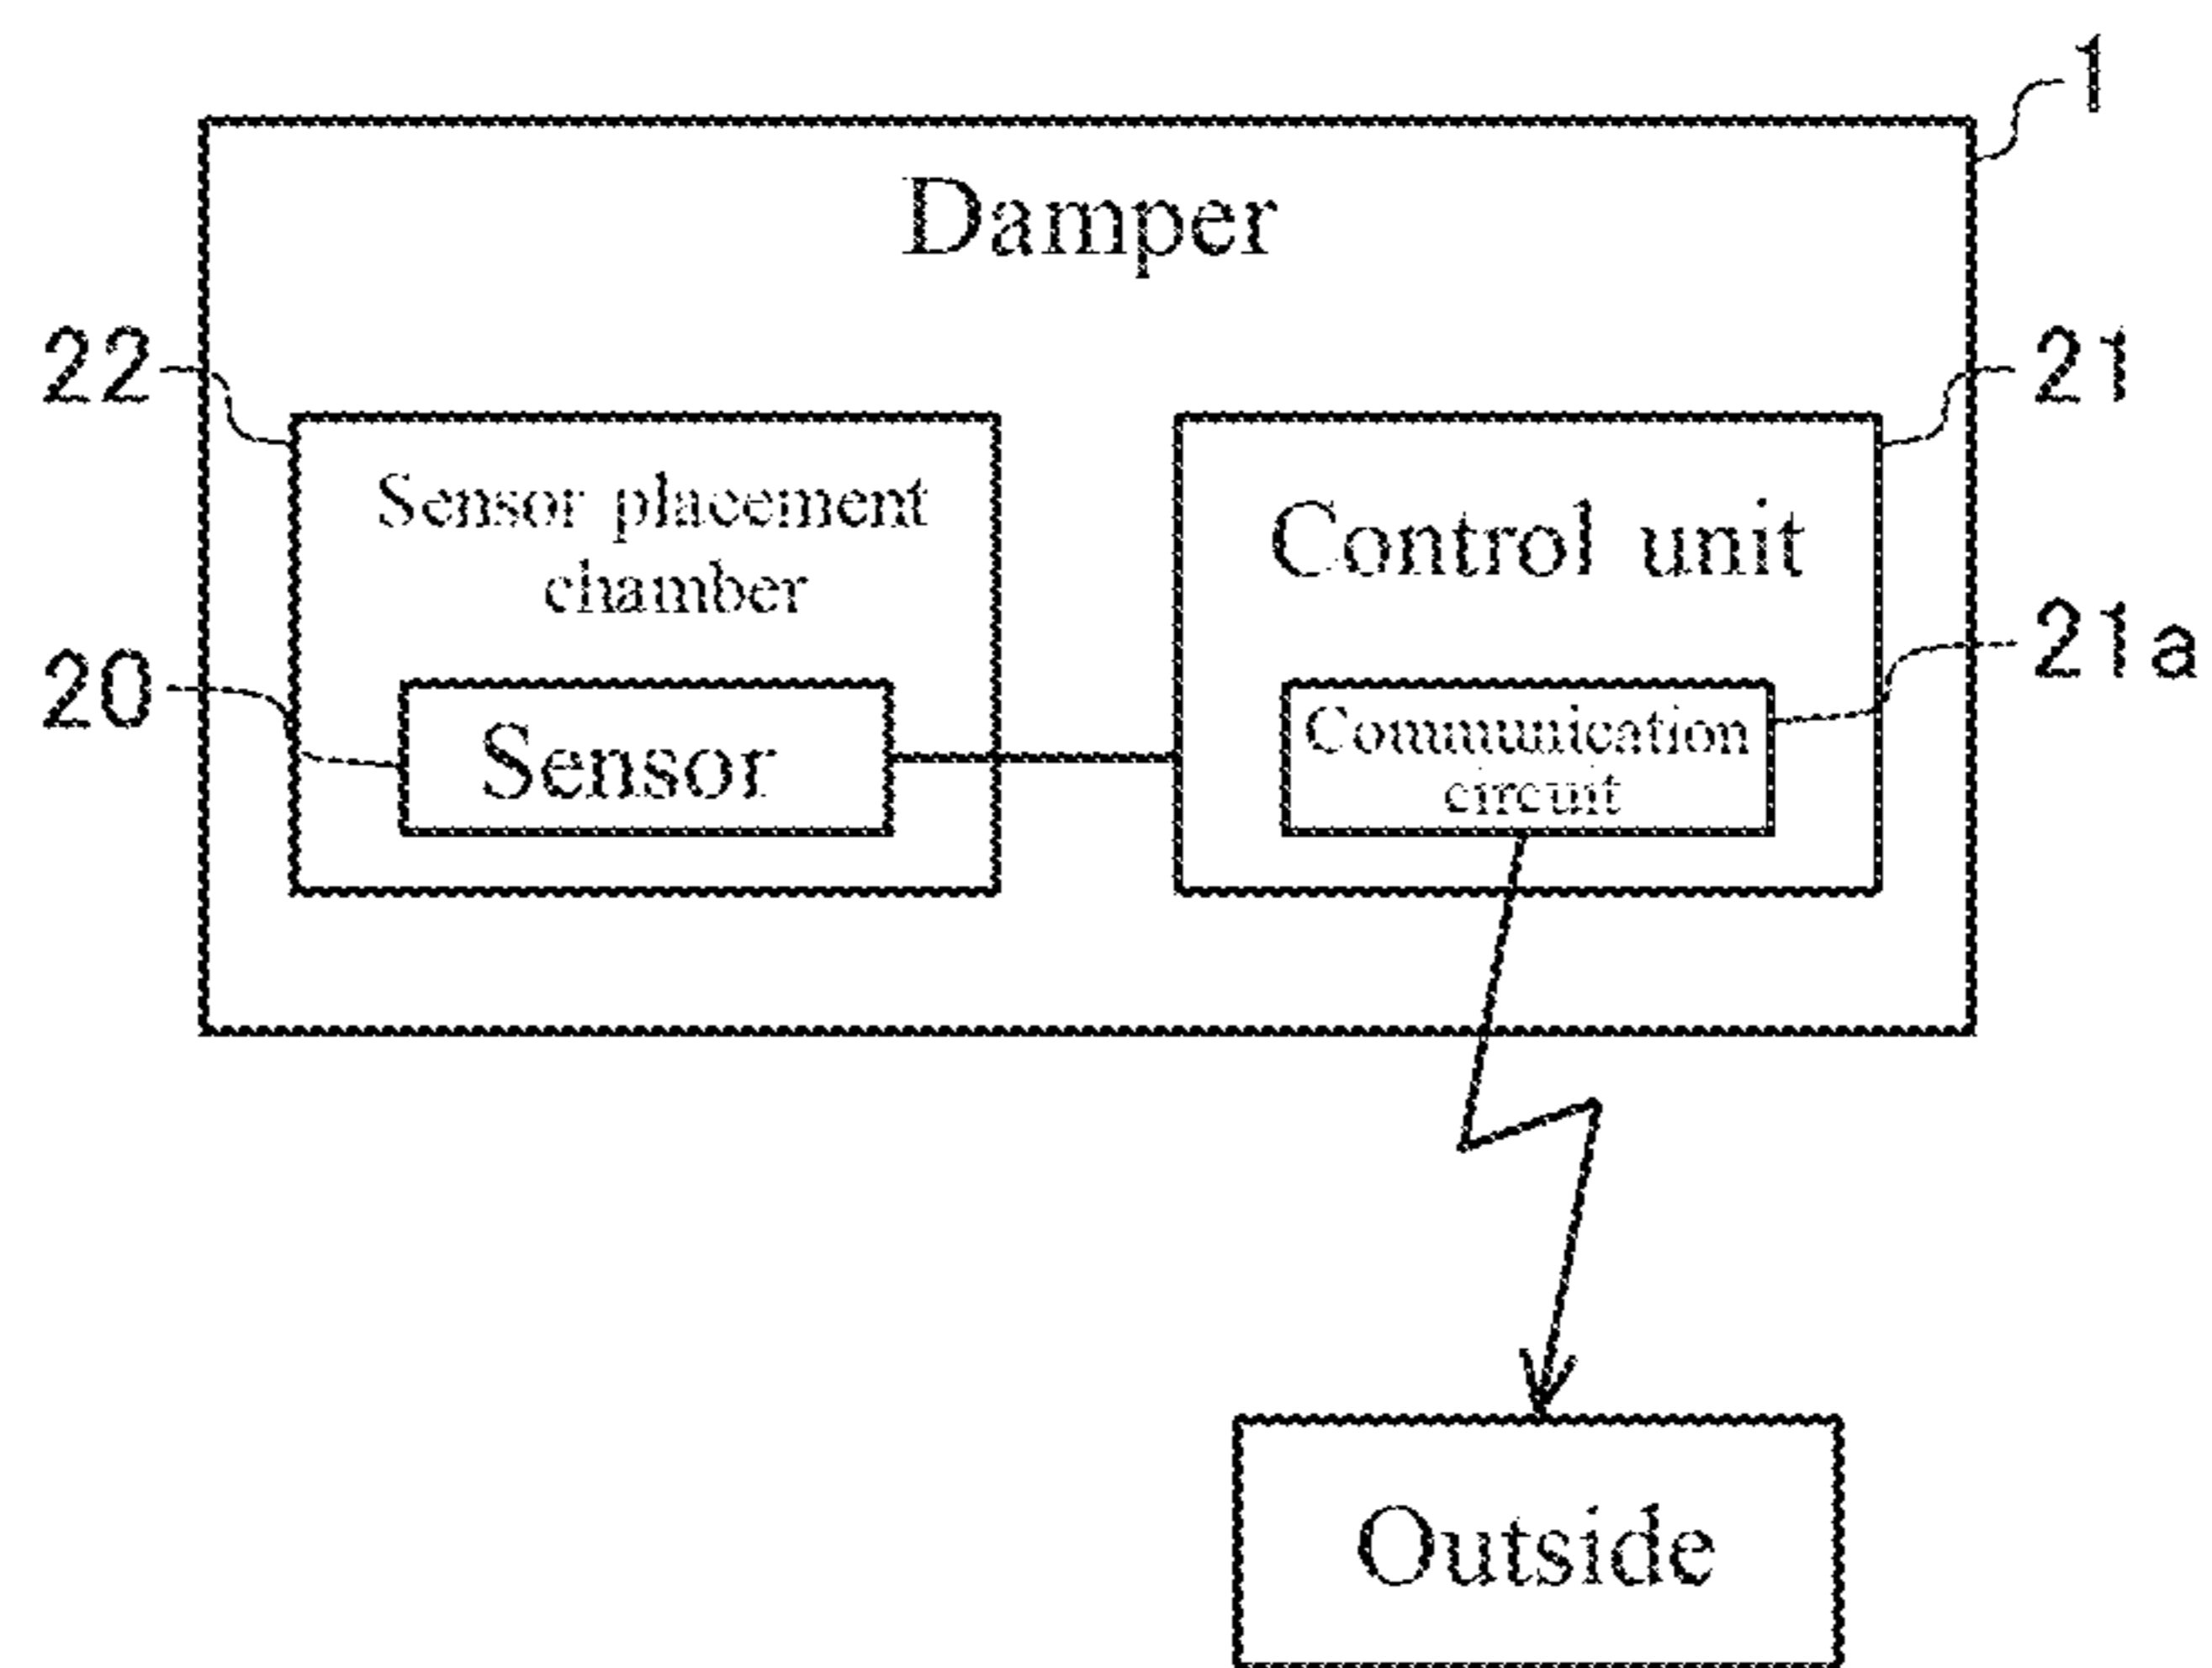 1
Damper
22
21
Sensor placement
chamber
Control unit
20
21a
Sensor
Communication
circuit
Outside